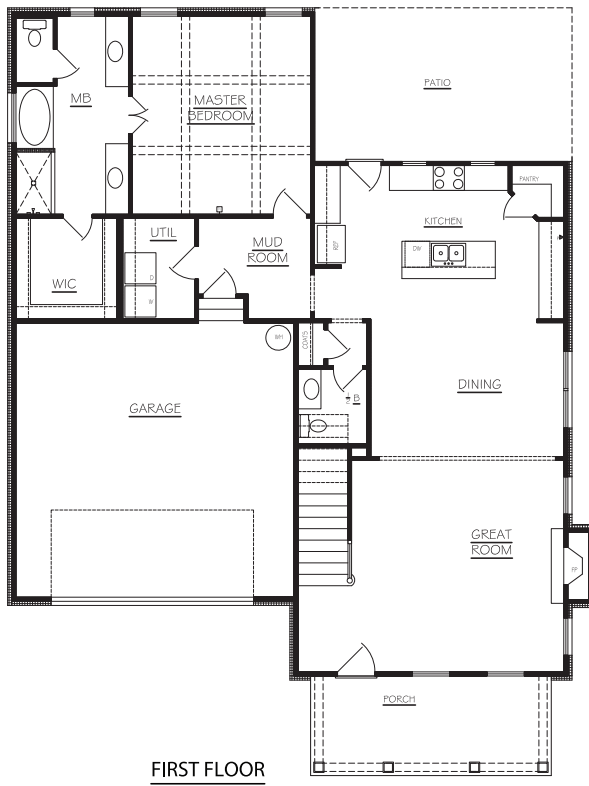 PATIO
MB
MASTER
BEDROOM
PANTRY
KITCHEN
UTIL
MUD
ROOM
REF
DW
WIC
D
W
WH
COATS
GARAGE
DINING
½ B
GREAT
ROOM
FP
PORCH
FIRST FLOOR